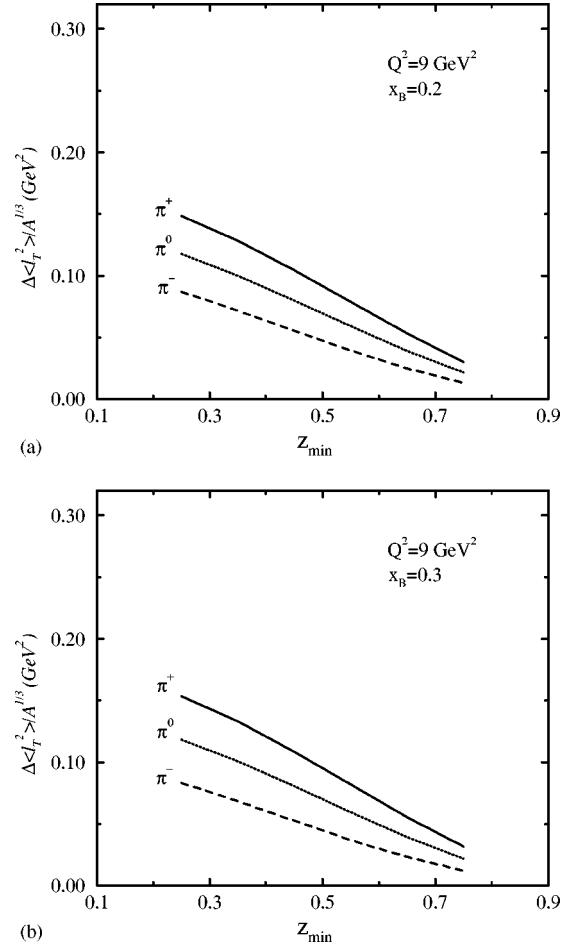 0.30
Q²=9 GeV²
x_B=0.2
0.20
Δ<l_T²>/A^{1/3} (GeV²)
π⁺
π⁰
0.10
π⁻
0.00
0.1 0.3 0.5 0.7 0.9
(a)
z_min
0.30
Q²=9 GeV²
x_B=0.3
0.20
Δ<l_T²>/A^{1/3} (GeV²)
π⁺
π⁰
0.10
π⁻
0.00
0.1 0.3 0.5 0.7 0.9
(b)
z_min